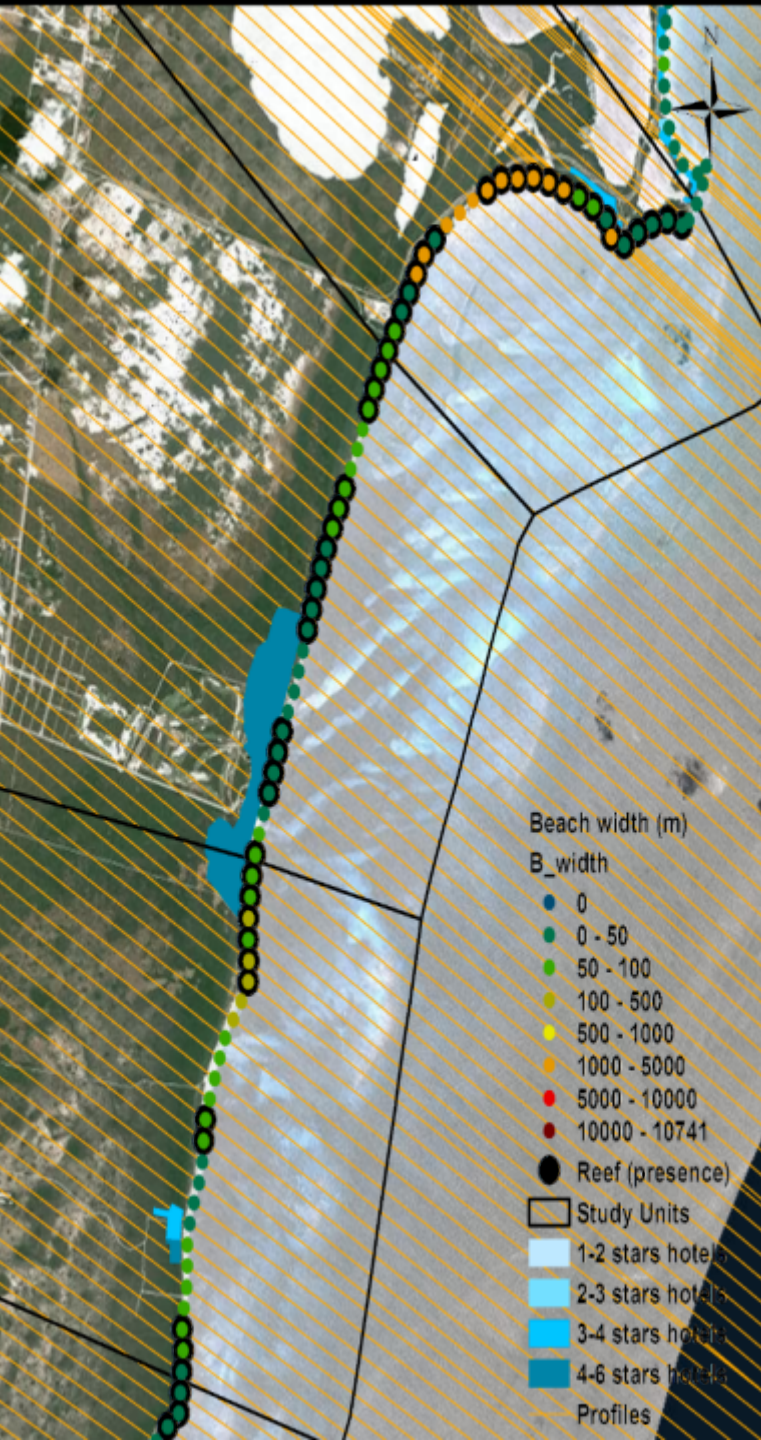 N
Beach width (m)
B_width
0
0 - 50
50 - 100
100 - 500
500 - 1000
1000 - 5000
5000 - 10000
10000 - 10741
Reef (presence)
Study Units
1-2 stars hotels
2-3 stars hotels
3-4 stars hotels
4-6 stars hotels
Profiles